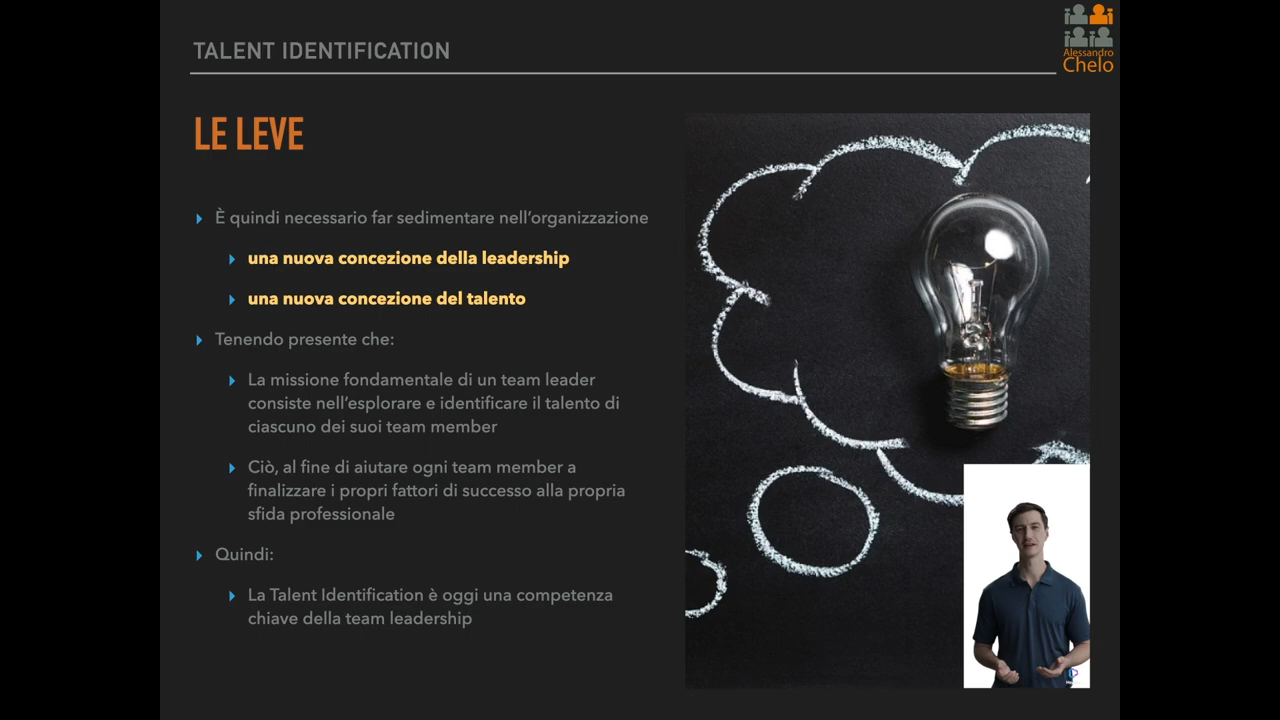 TALENT IDENTIFICATION
Alessandro
Chelo
LE LEVE
È quindi necessario far sedimentare nell'organizzazione
una nuova concezione della leadership
una nuova concezione del talento
Tenendo presente che:
La missione fondamentale di un team leader
consiste nell'esplorare e identificare il talento di
ciascuno dei suoi team member
Ciò, al fine di aiutare ogni team member a
finalizzare i propri fattori di successo alla propria
sfida professionale
Quindi:
La Talent Identification è oggi una competenza
chiave della team leadership